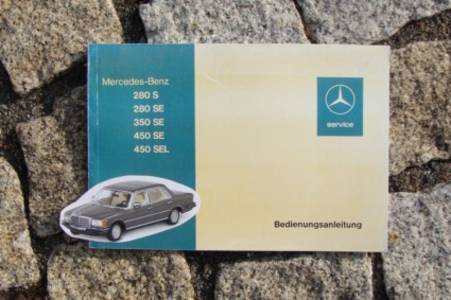 Mercedes-Benz
280 S
280 SE
350 SE
450 SE
450 SEL
service
Bedienungsanleitung